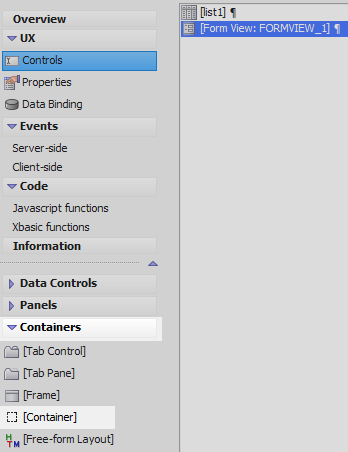 Overview
UX
Controls
Properties
Data Binding
Events
Server-side
Client-side
Code
Javascript functions
Xbasic functions
Information
Data Controls
Panels
Containers
[Tab Control]
[Tab Pane]
[Frame]
[Container]
[Free-form Layout]
[list1] ¶
[Form View: FORMVIEW_1] ¶